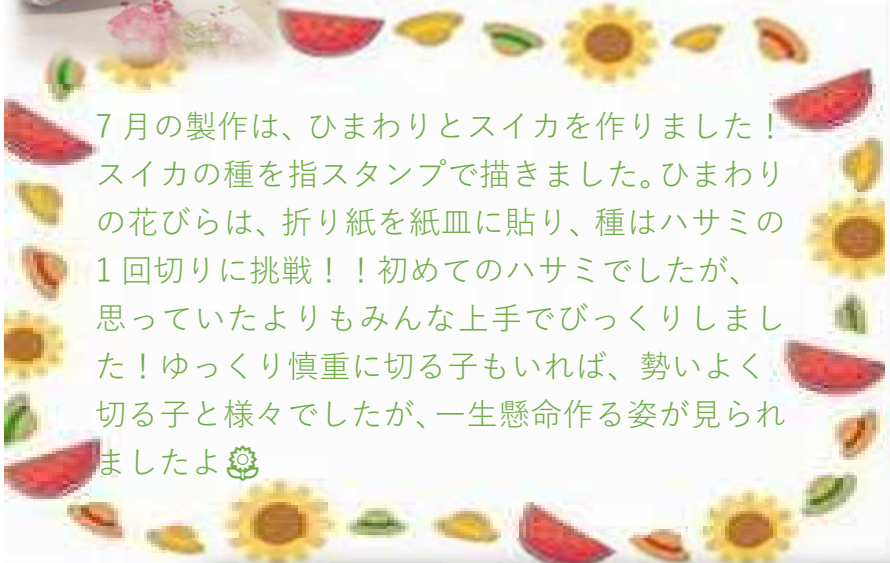 7月の製作は、ひまわりとスイカを作りました！
スイカの種を指スタンプで描きました。ひまわり
の花びらは、折り紙を紙皿に貼り、種はハサミの
1回切りに挑戦！！初めてのハサミでしたが、
思っていたよりもみんな上手でびっくりしまし
た！ゆっくり慎重に切る子もいれば、勢いよく
切る子と様々でしたが、一生懸命作る姿が見られ
ましたよ🌻